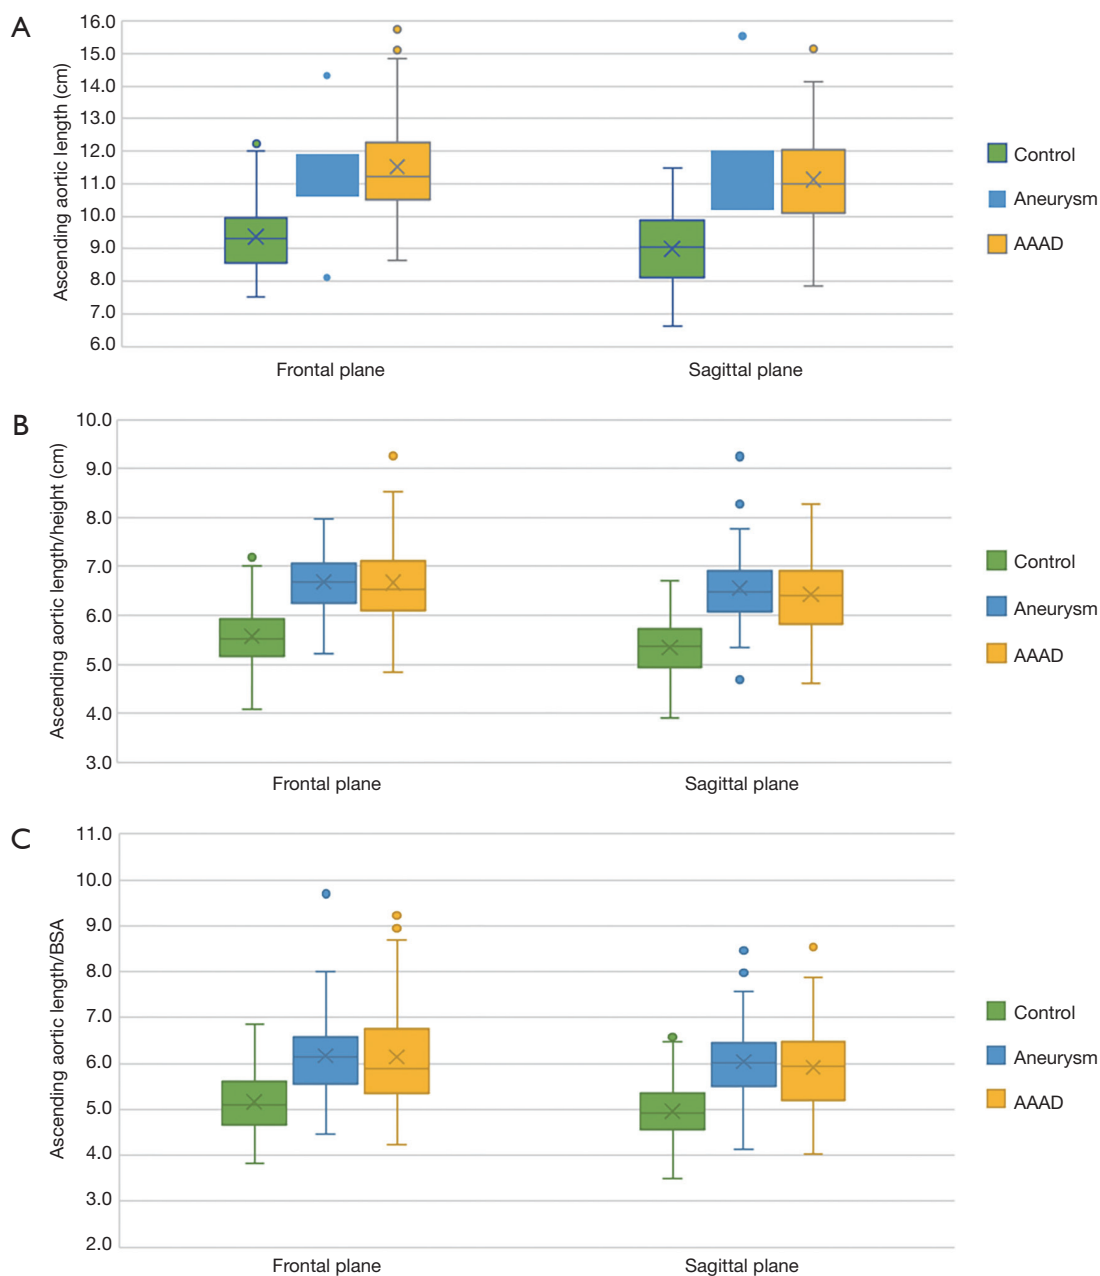 A
Ascending aortic length (cm)
16.0
15.0
14.0
13.0
12.0
11.0
10.0
9.0
8.0
7.0
6.0
Frontal plane
Sagittal plane
Control
Aneurysm
AAAD
B
Ascending aortic length/height (cm)
10.0
9.0
8.0
7.0
6.0
5.0
4.0
3.0
Frontal plane
Sagittal plane
Control
Aneurysm
AAAD
C
Ascending aortic length/BSA
11.0
10.0
9.0
8.0
7.0
6.0
5.0
4.0
3.0
2.0
Frontal plane
Sagittal plane
Control
Aneurysm
AAAD